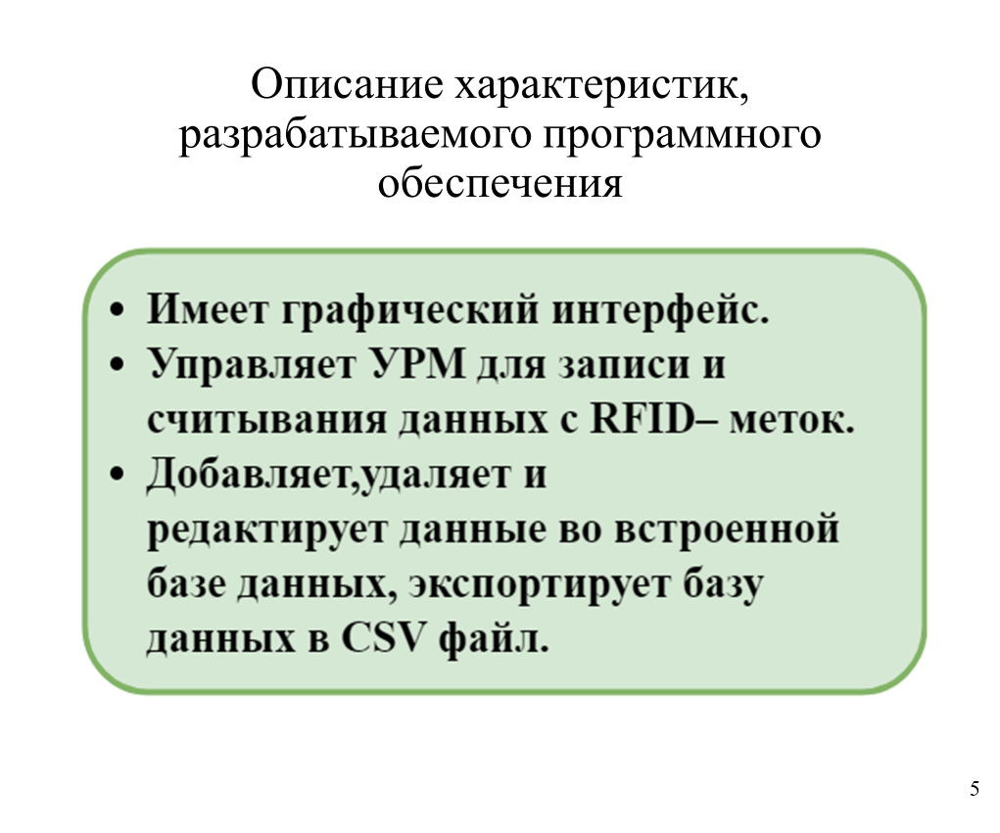 Описание характеристик,
разрабатываемого программного
обеспечения
• Имеет графический интерфейс.
• Управляет УРМ для записи и
считывания данных с RFID– меток.
• Добавляет,удаляет и
редактирует данные во встроенной
базе данных, экспортирует базу
данных в CSV файл.
5